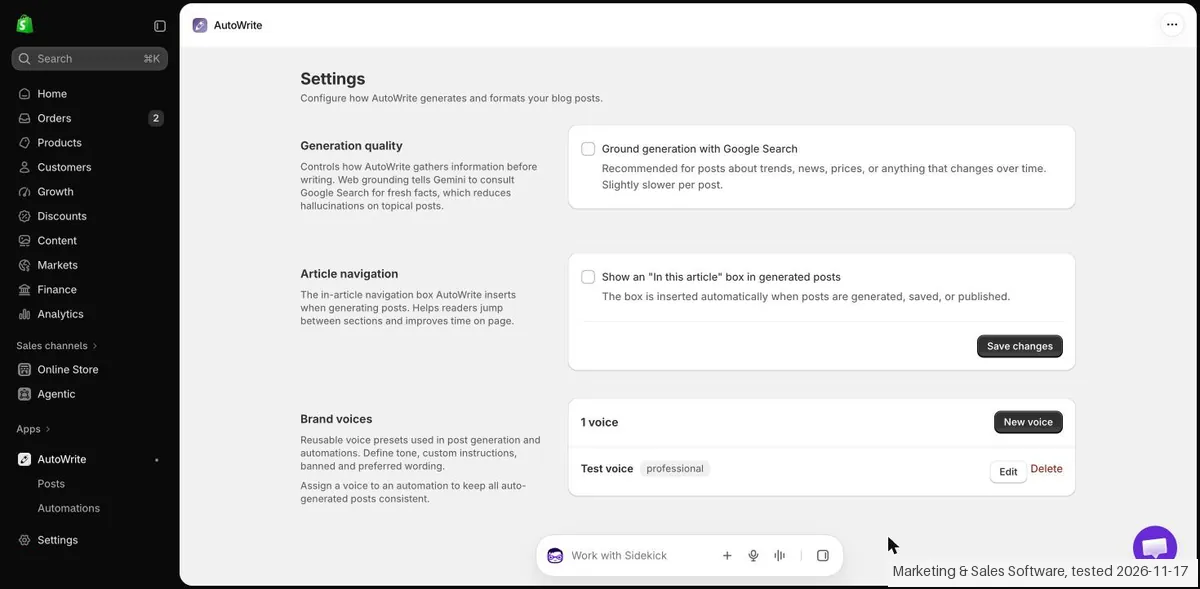 AutoWrite
Search ⌘K
Home
Orders 2
Products
Customers
Growth
Discounts
Content
Markets
Finance
Analytics
Sales channels
Online Store
Agentic
Apps
AutoWrite
Posts
Automations
Settings
Settings
Configure how AutoWrite generates and formats your blog posts.
Generation quality
Controls how AutoWrite gathers information before
writing. Web grounding tells Gemini to consult
Google Search for fresh facts, which reduces
hallucinations on topical posts.
Ground generation with Google Search
Recommended for posts about trends, news, prices, or anything that changes over time.
Slightly slower per post.
Article navigation
The in-article navigation box AutoWrite inserts
when generating posts. Helps readers jump
between sections and improves time on page.
Show an "In this article" box in generated posts
The box is inserted automatically when posts are generated, saved, or published.
Save changes
Brand voices
Reusable voice presets used in post generation and
automations. Define tone, custom instructions,
banned and preferred wording.
Assign a voice to an automation to keep all auto-
generated posts consistent.
1 voice
New voice
Test voice professional
Edit Delete
Work with Sidekick
Marketing & Sales Software, tested 2026-11-17